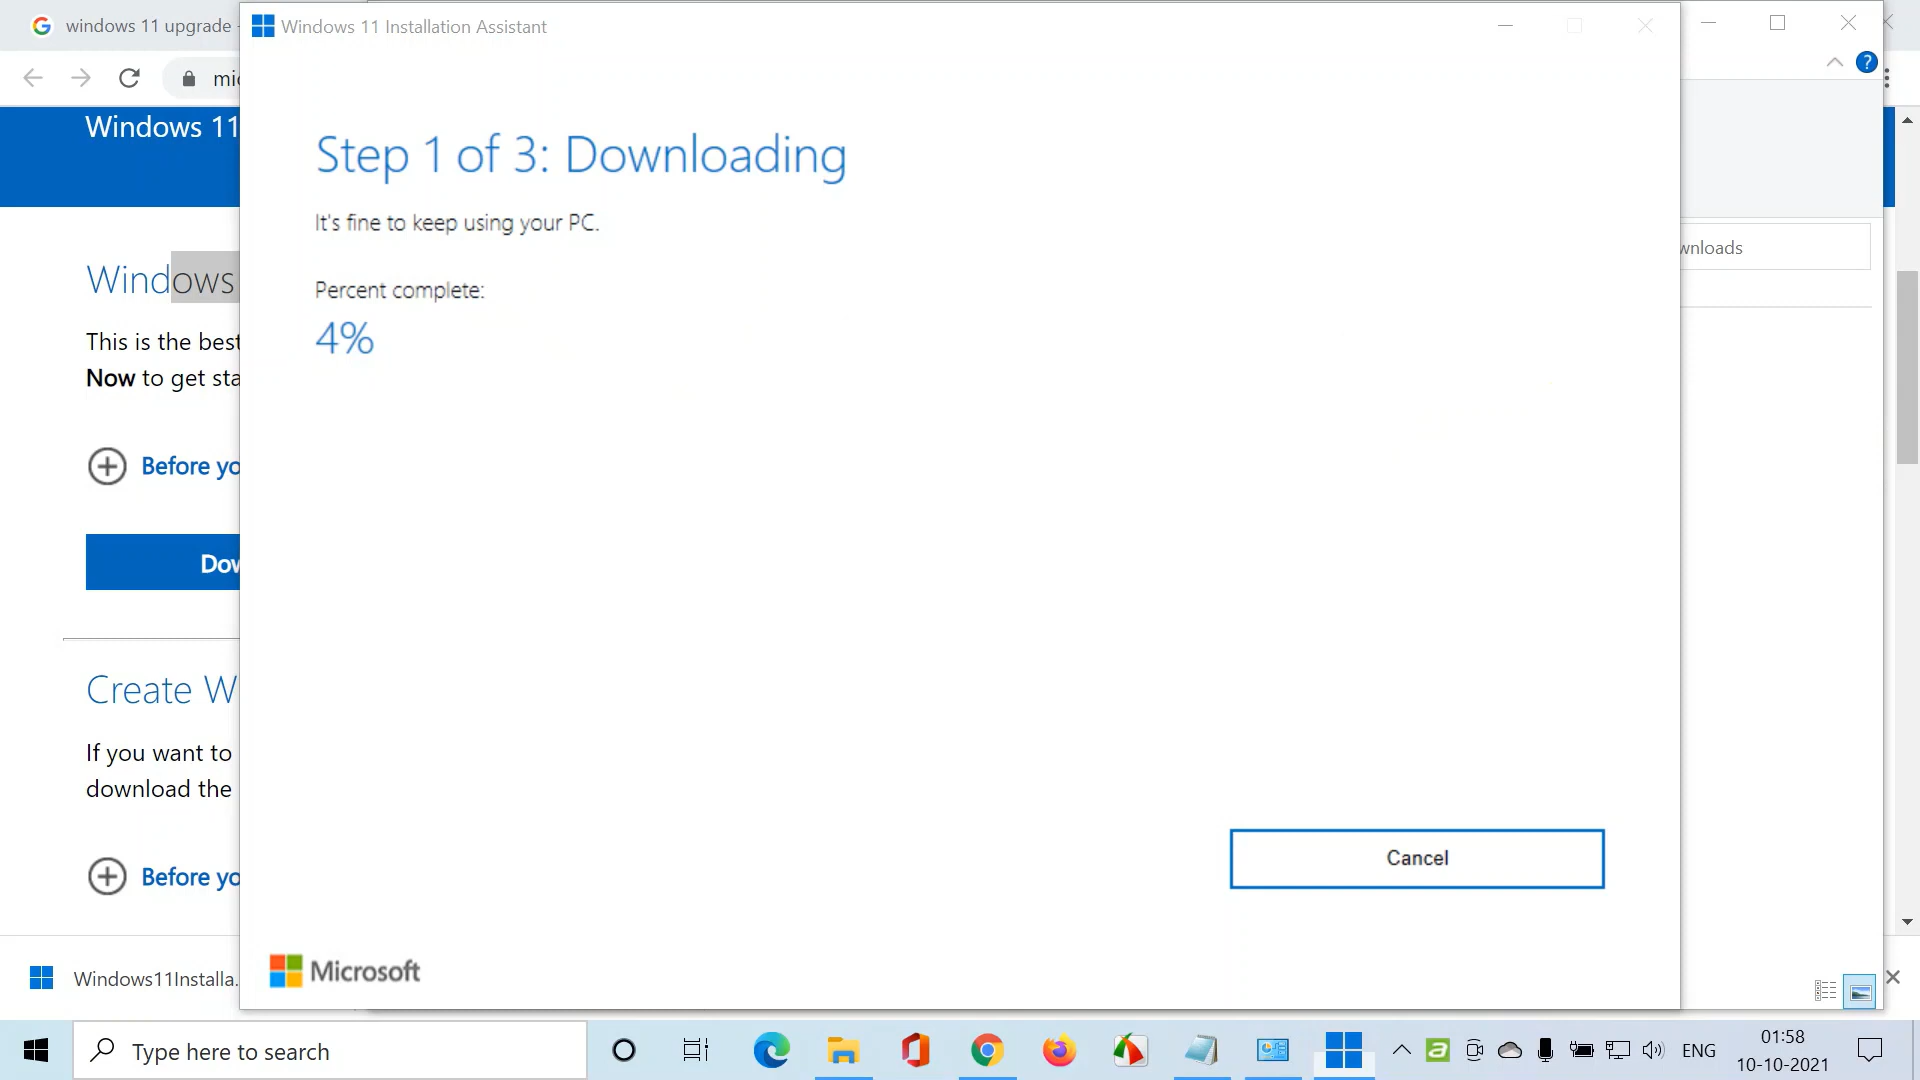 windows 11 upgrade -
Windows 11 Installation Assistant
?
mic
Windows 11
Step 1 of 3: Downloading
It's fine to keep using your PC.
wnloads
Windows
Percent complete:
4%
This is the best
Now to get sta
Before yo
Dow
Create W
If you want to
download the
Cancel
Before yo
Microsoft
Windows11Installa.
Type here to search
a
ENG
01:58
10-10-2021